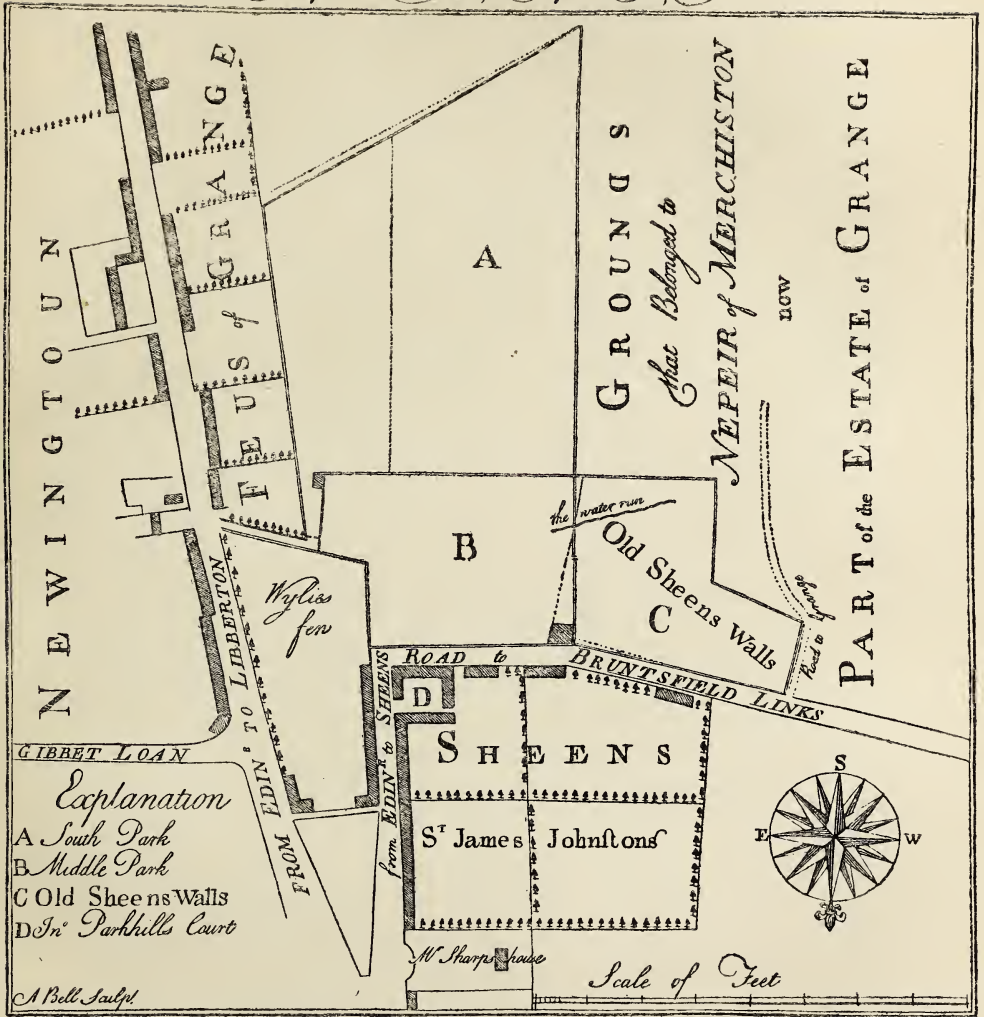 NEWINGTOUN
FEUS of GRANGE
A
GROUNDS
that Belonged to
NEPEIR of MERCHISTON
now
PART of the ESTATE of GRANGE
B
the water run
Old Sheens Walls
C
Road to Grange
Wylies
fen
FROM EDINR TO LIBBERTON
from EDINR to SHEENS
ROAD to BRUNTSFIELD LINKS
D
SHEENS
GIBBET LOAN
ST James Johnstons
Mr Sharps house
Explanation
A South Park
B Middle Park
C Old Sheens Walls
D Jno Parkhills Court
S
E
W
Scale of Feet
A Bell Sculpt.